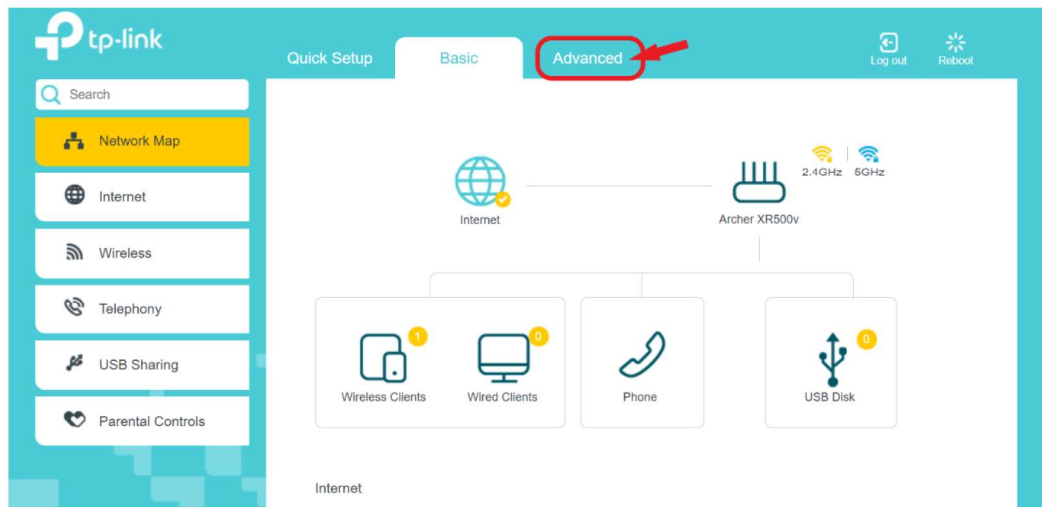 tp-link
Quick Setup
Basic
Advanced
Log out
Reboot
Search
Network Map
Internet
Wireless
Telephony
USB Sharing
Parental Controls
2.4GHz
5GHz
Internet
Archer XR500v
1
0
0
Wireless Clients
Wired Clients
Phone
USB Disk
Internet